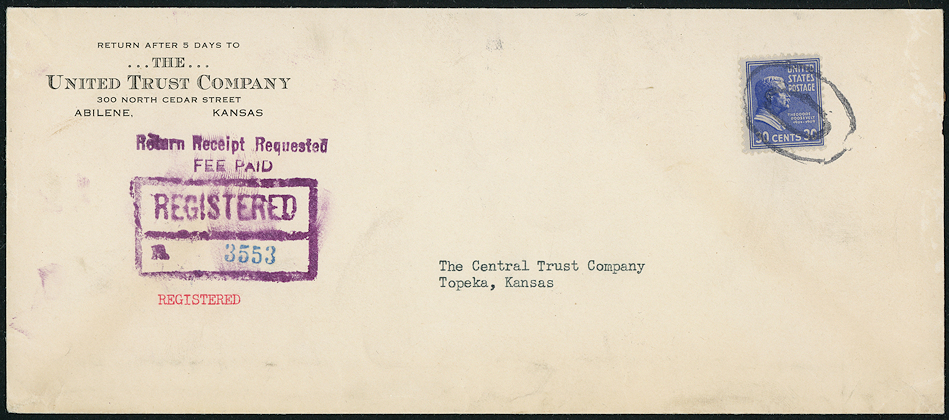 RETURN AFTER 5 DAYS TO
...THE...
UNITED TRUST COMPANY
300 NORTH CEDAR STREET
ABILENE, KANSAS
Return Receipt Requested
FEE PAID
REGISTERED
3553
REGISTERED
UNITED
STATES
POSTAGE
THEODORE
ROOSEVELT
30 CENTS 30
The Central Trust Company
Topeka, Kansas